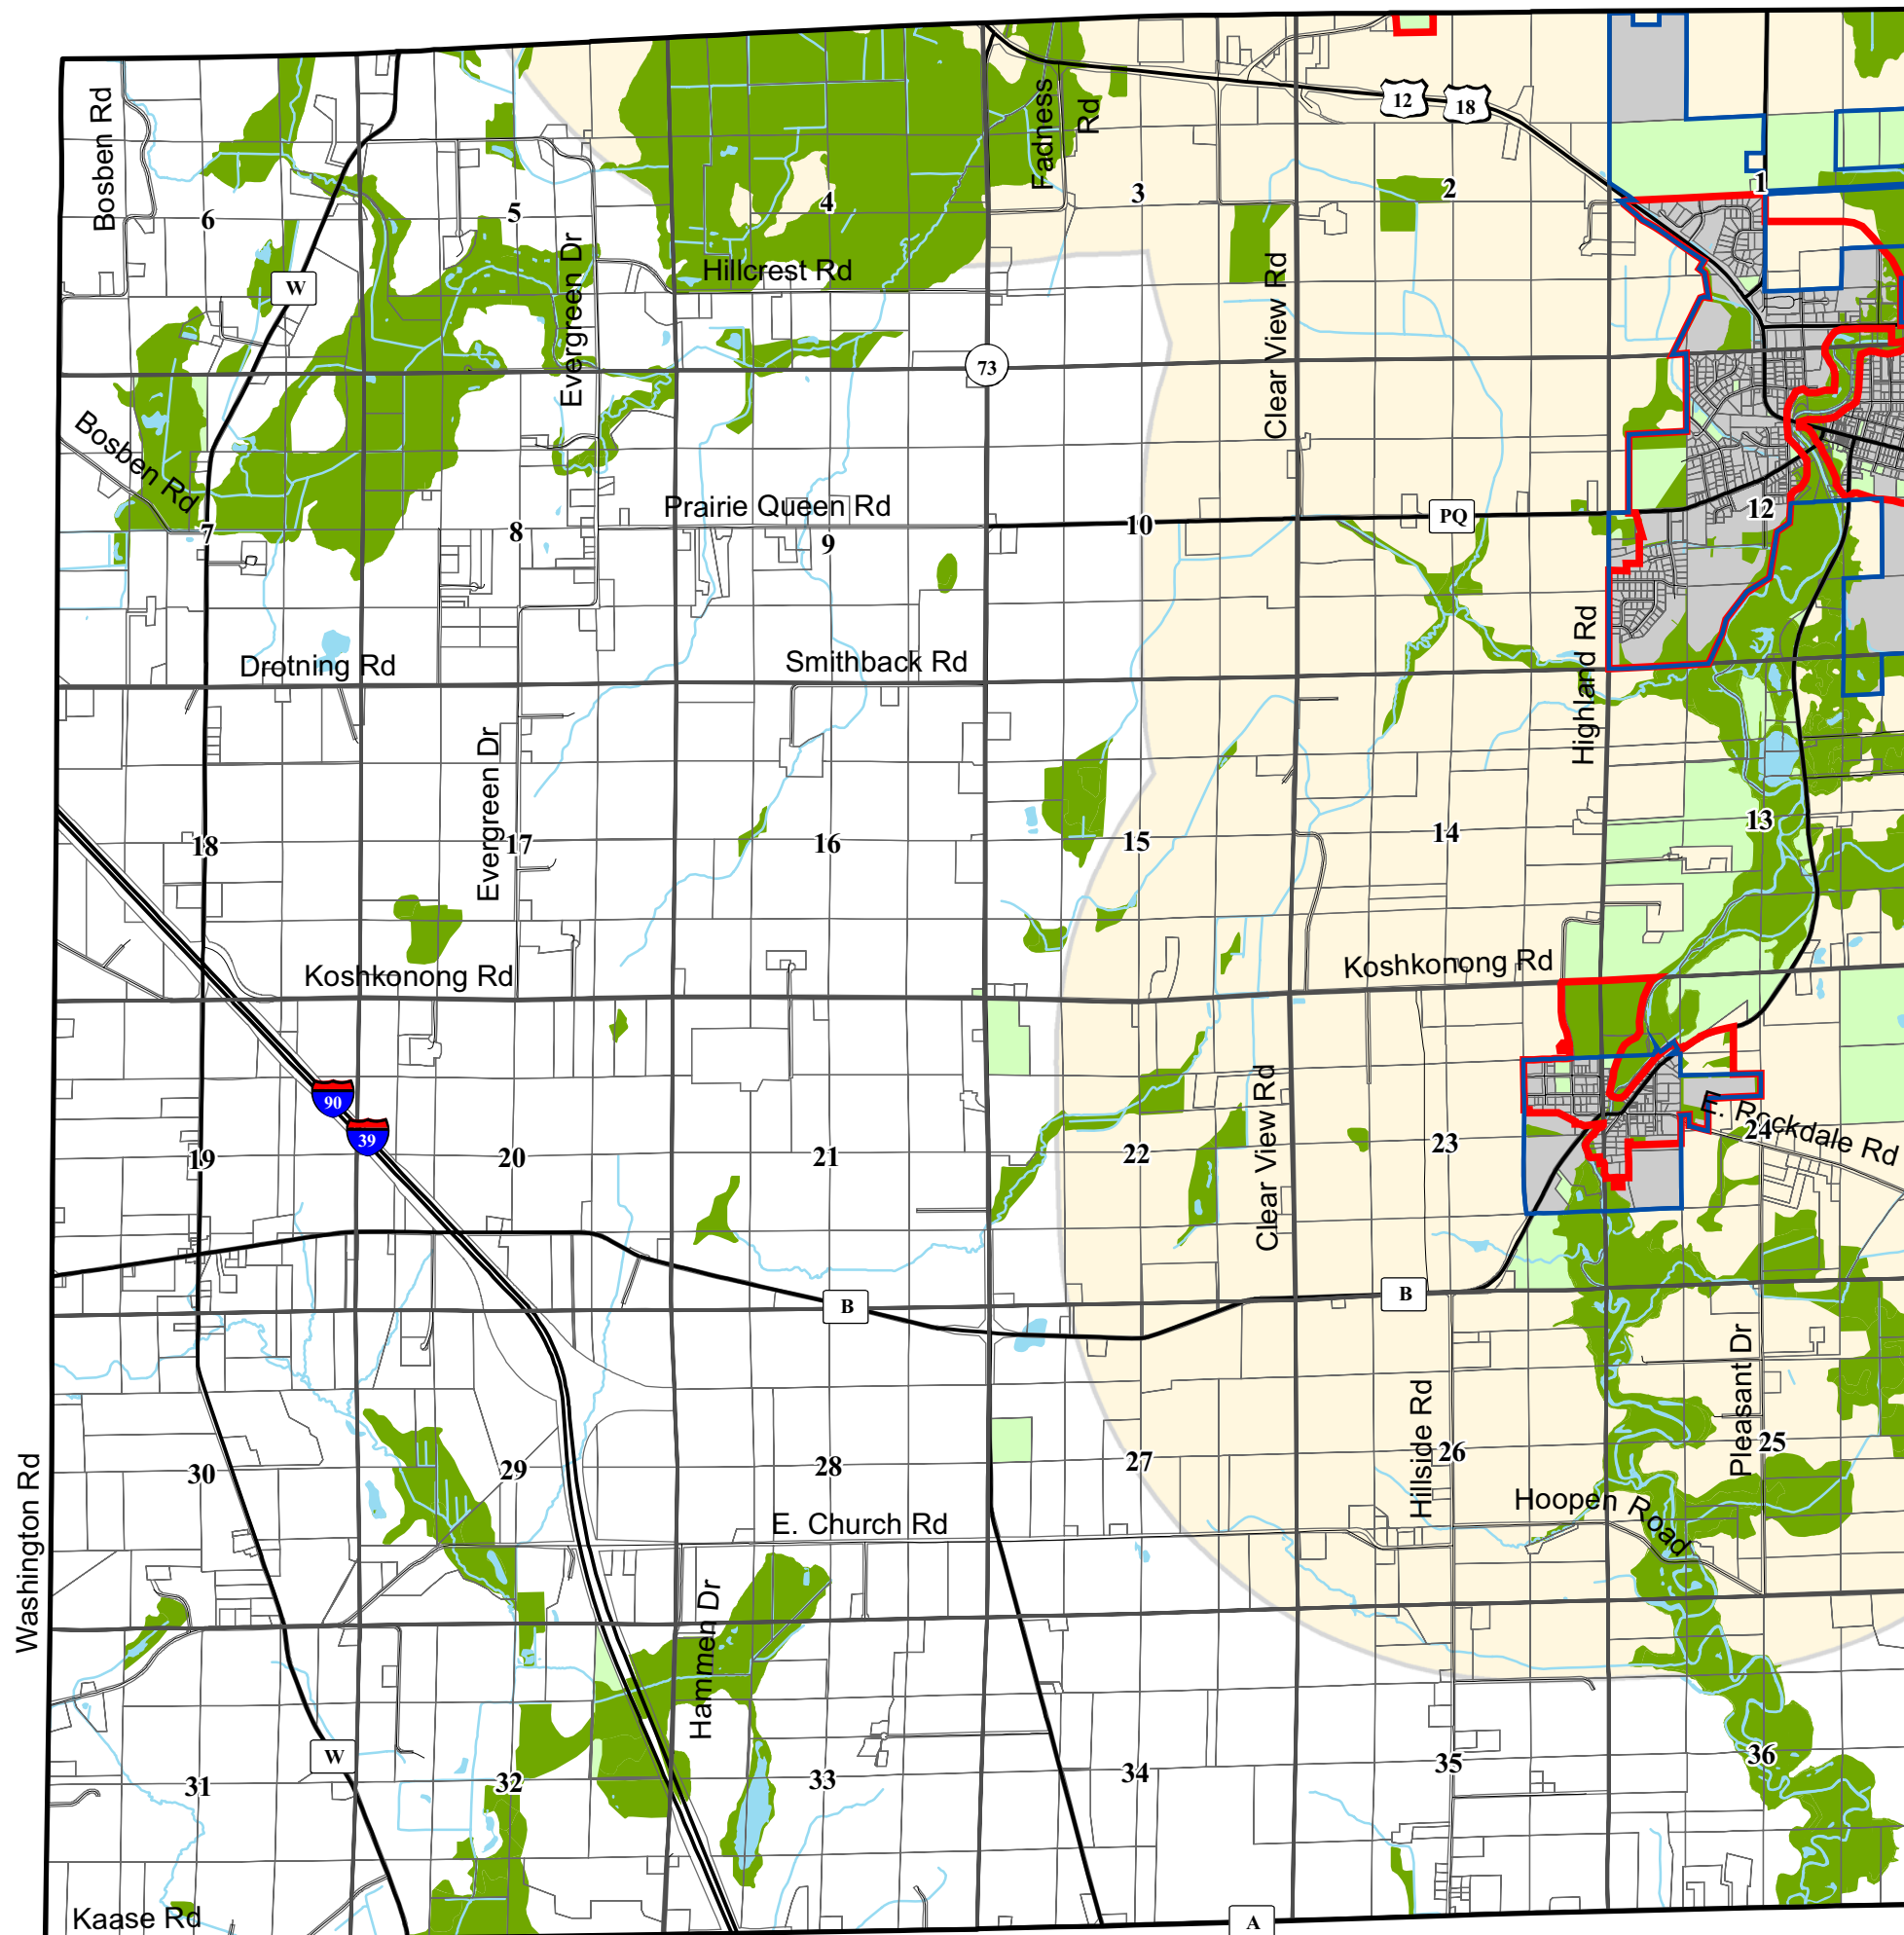 Bosben Rd
Fadness Rd
12
18
6
5
4
3
2
1
W
Evergreen Dr
Hillcrest Rd
Clear View Rd
73
Bosben Rd
7
8
Prairie Queen Rd
9
10
PQ
12
Drotning Rd
Smithback Rd
Highland Rd
Evergreen Dr
18
17
16
15
14
13
Koshkonong Rd
Koshkonong Rd
90
39
Clear View Rd
E. Rockdale Rd
19
20
21
22
23
24
B
B
Washington Rd
Hillside Rd
Pleasant Dr
30
29
28
27
26
25
E. Church Rd
Hoopen Road
Hammen Dr
W
31
32
33
34
35
36
Kaase Rd
A